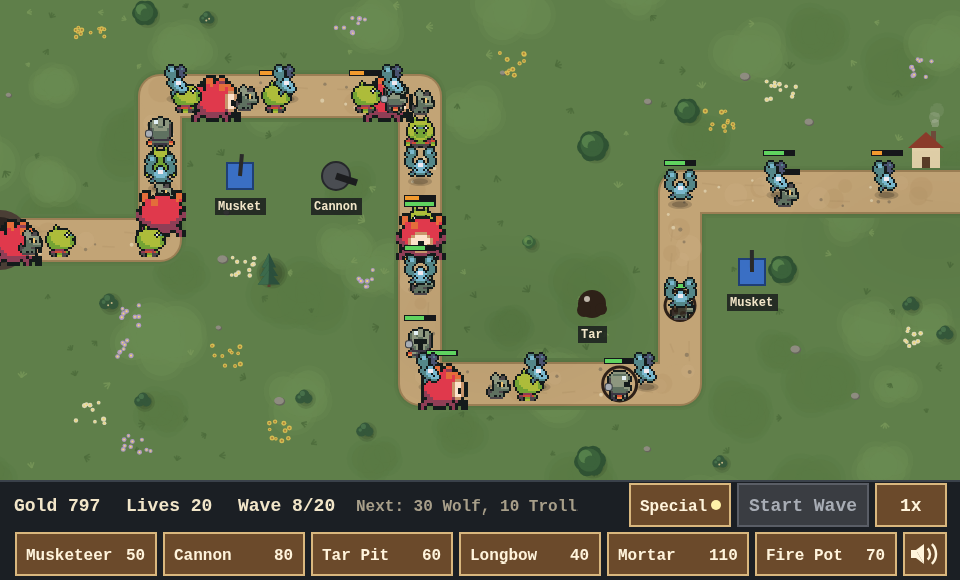 Musket
Cannon
Musket
Tar
Gold 797 Lives 20 Wave 8/20 Next: 30 Wolf, 10 Troll Special Start Wave 1x
Musketeer 50 Cannon 80 Tar Pit 60 Longbow 40 Mortar 110 Fire Pot 70